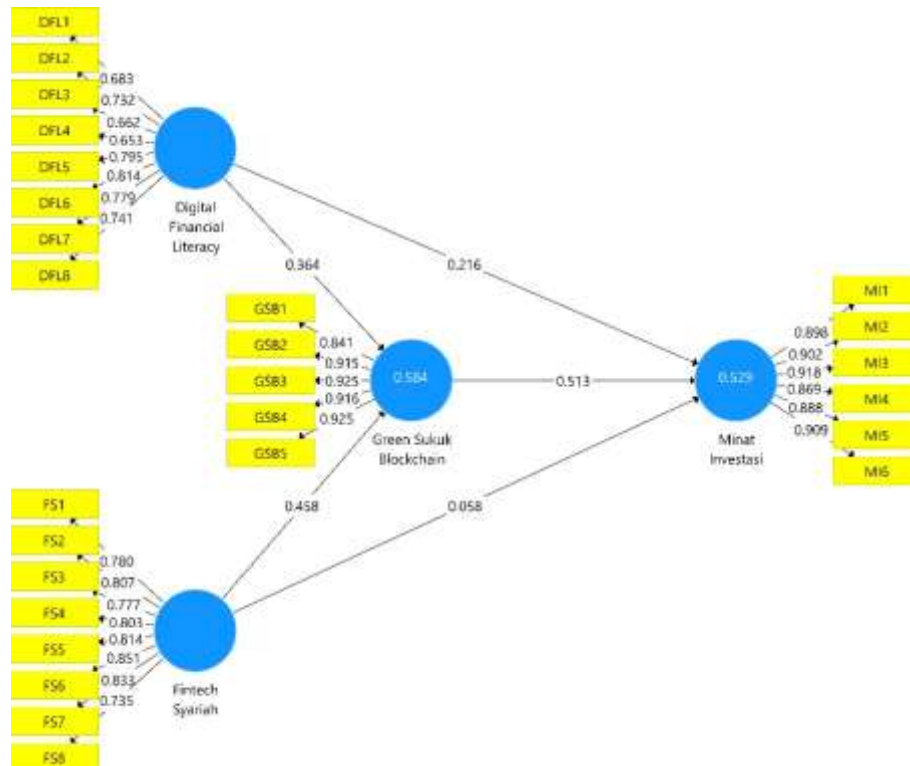 DFL1
DFL2
DFL3
DFL4
DFL5
DFL6
DFL7
DFL8
0.683
0.732
0.662
0.653
0.795
0.814
0.779
0.741
Digital
Financial
Literacy
0.364
0.216
GSB1
GSB2
GSB3
GSB4
GSB5
0.841
0.915
0.925
0.916
0.925
0.584
Green Sukuk
Blockchain
0.513
0.529
Minat
Investasi
MI1
MI2
MI3
MI4
MI5
MI6
0.898
0.902
0.918
0.869
0.888
0.909
0.458
0.058
FS1
FS2
FS3
FS4
FS5
FS6
FS7
FS8
0.780
0.807
0.777
0.803
0.814
0.851
0.833
0.735
Fintech
Syariah